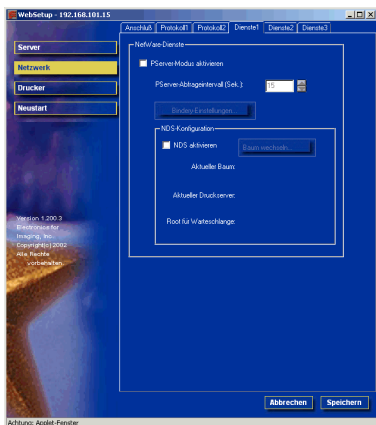 WebSetup - 192.168.101.15
Anschluß Protokoll1 Protokoll2 Dienste1 Dienste2 Dienste3
Server
Netzwerk
Drucker
Neustart
NetWare-Dienste
PServer-Modus aktivieren
PServer-Abfrageintervall (Sek.): 15
Bindery-Einstellungen...
NDS-Konfiguration
NDS aktivieren Baum wechseln...
Aktueller Baum:
Aktueller Druckserver:
Root für Warteschlange:
Version 1.200.3
Electronics for
Imaging, Inc.
Copyright(c)2002
Alle Rechte
vorbehalten.
Abbrechen Speichern
Achtung: Applet-Fenster